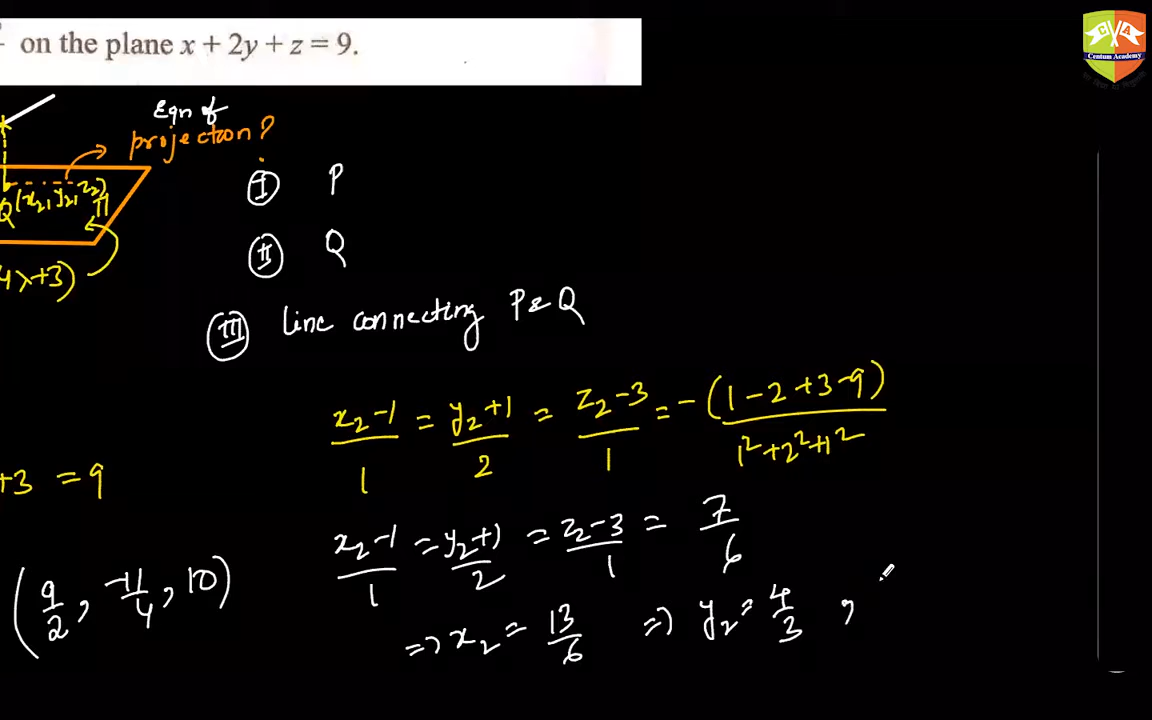 on the plane x + 2y + z = 9.
Centum Academy
Eqn of
projection?
Q(x₂, y₂, z₂)
π
4λ+3)
Ⓘ P
Ⓘⓘ Q
(III) Line connecting P & Q
(x₂-1)/1 = (y₂+1)/2 = (z₂-3)/1 = -(1-2+3-9)/(1²+2²+1²)
+3 = 9
(x₂-1)/1 = (y₂+1)/2 = (z₂-3)/1 = 7/6
(9/2, -11/4, 10)
=> x₂ = 13/6 => y₂ = 4/3 ,